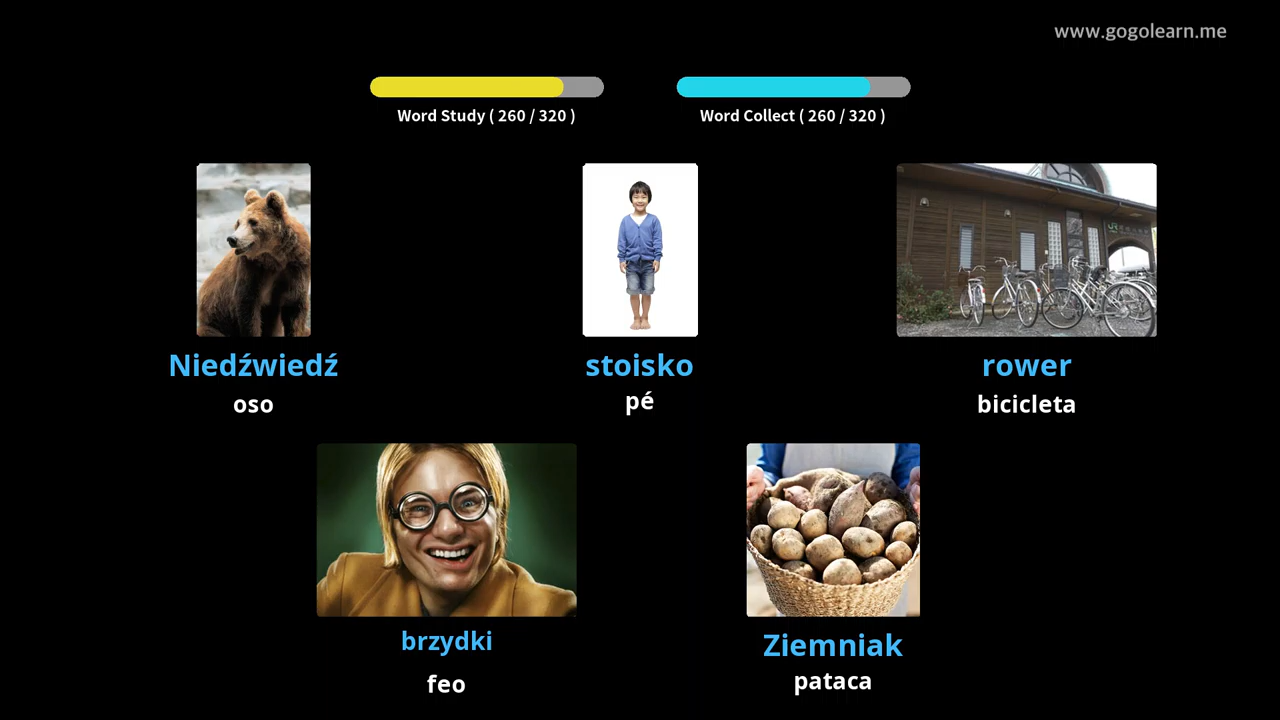 www.gogolearn.me
Word Study ( 260 / 320 )
Word Collect ( 260 / 320 )
Niedźwiedź
oso
stoisko
pé
rower
bicicleta
brzydki
feo
Ziemniak
pataca